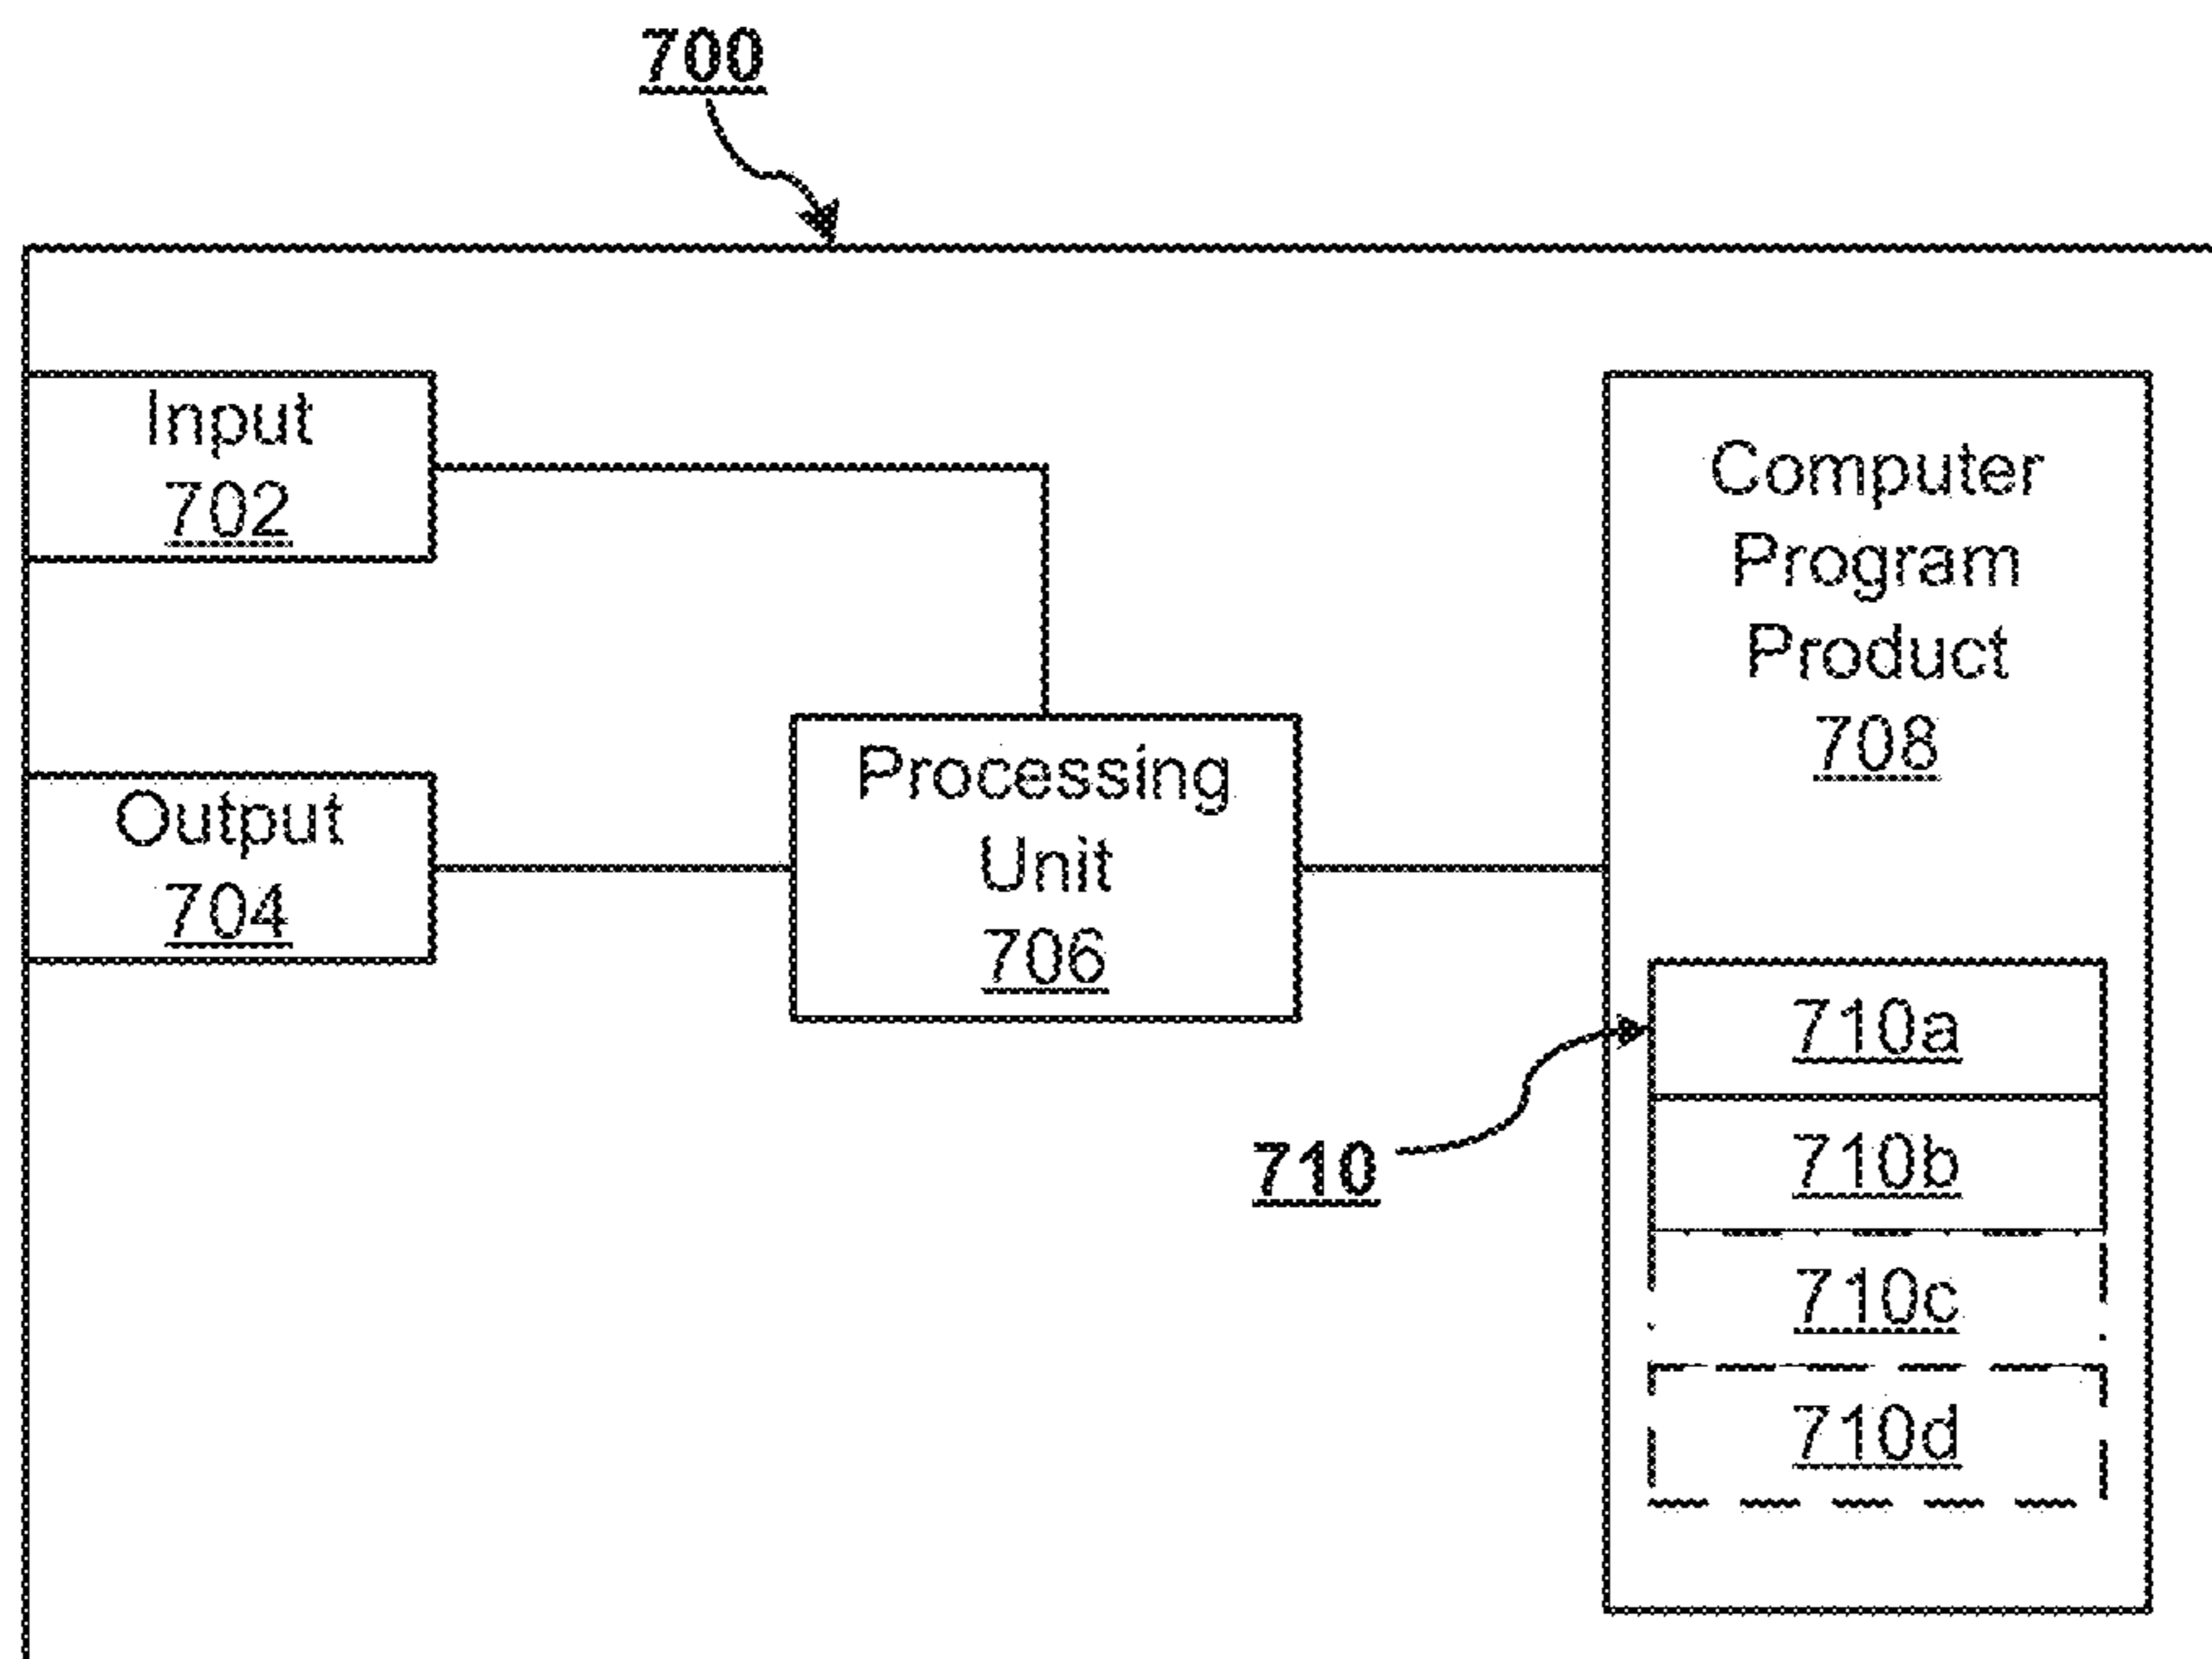 700
Input
702
Output
704
Processing
Unit
706
Computer
Program
Product
708
710
710a
710b
710c
710d